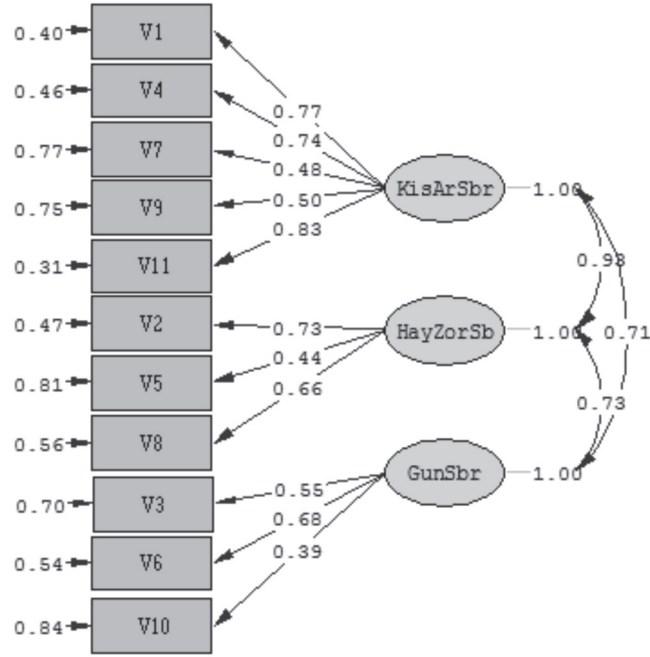 0.40 V1
0.77
0.46 V4
0.74
0.77 V7
0.48
KisArSbr 1.00
0.75 V9
0.50
0.83
0.31 V11
0.93
0.47 V2
0.73
HayZorSb 1.00 0.71
0.44
0.81 V5
0.66
0.73
0.56 V8
GunSbr 1.00
0.70 V3
0.55
0.68
0.54 V6
0.39
0.84 V10